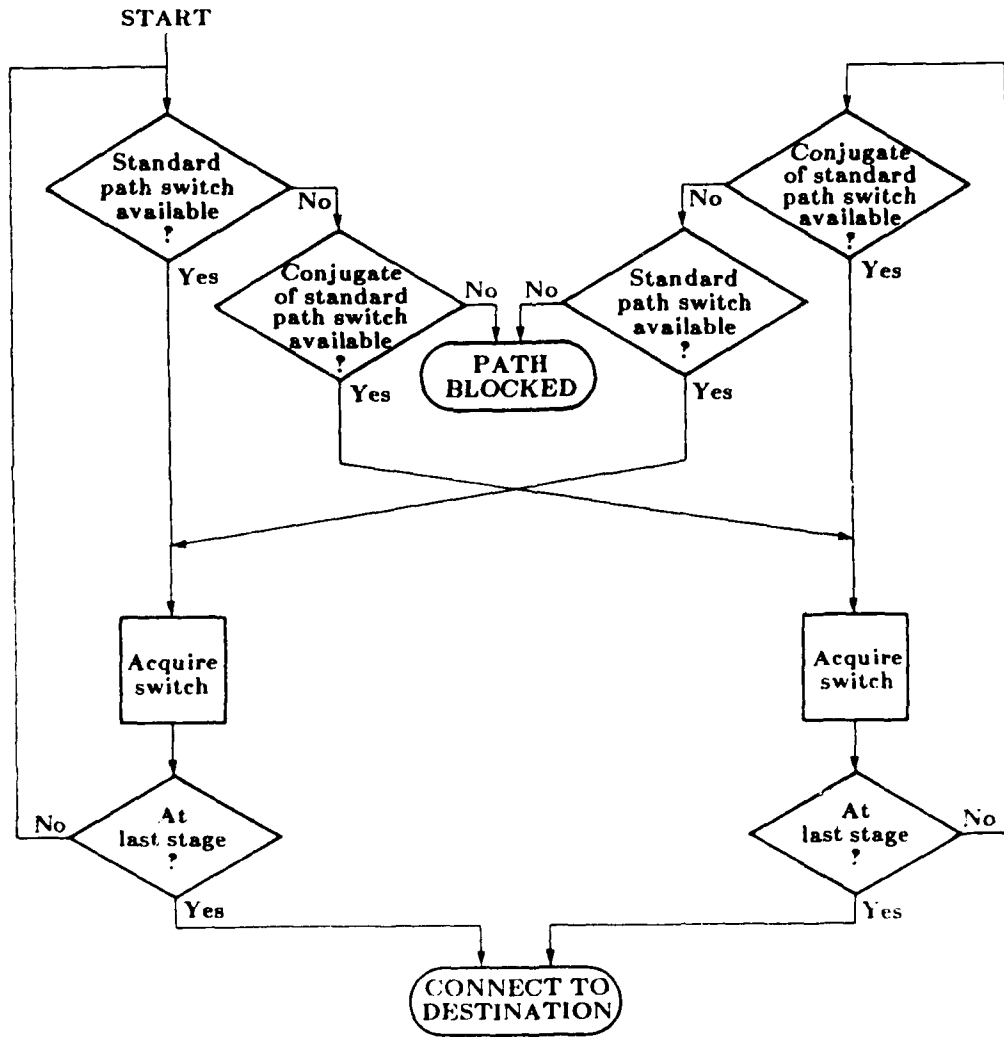 START
Standard
path switch
available
?
No
Yes
Conjugate
of standard
path switch
available
?
No
Yes
Conjugate
of standard
path switch
available
?
No
Yes
Standard
path switch
available
?
No
Yes
PATH
BLOCKED
Acquire
switch
At
last stage
?
No
Yes
Acquire
switch
At
last stage
?
No
Yes
CONNECT TO
DESTINATION